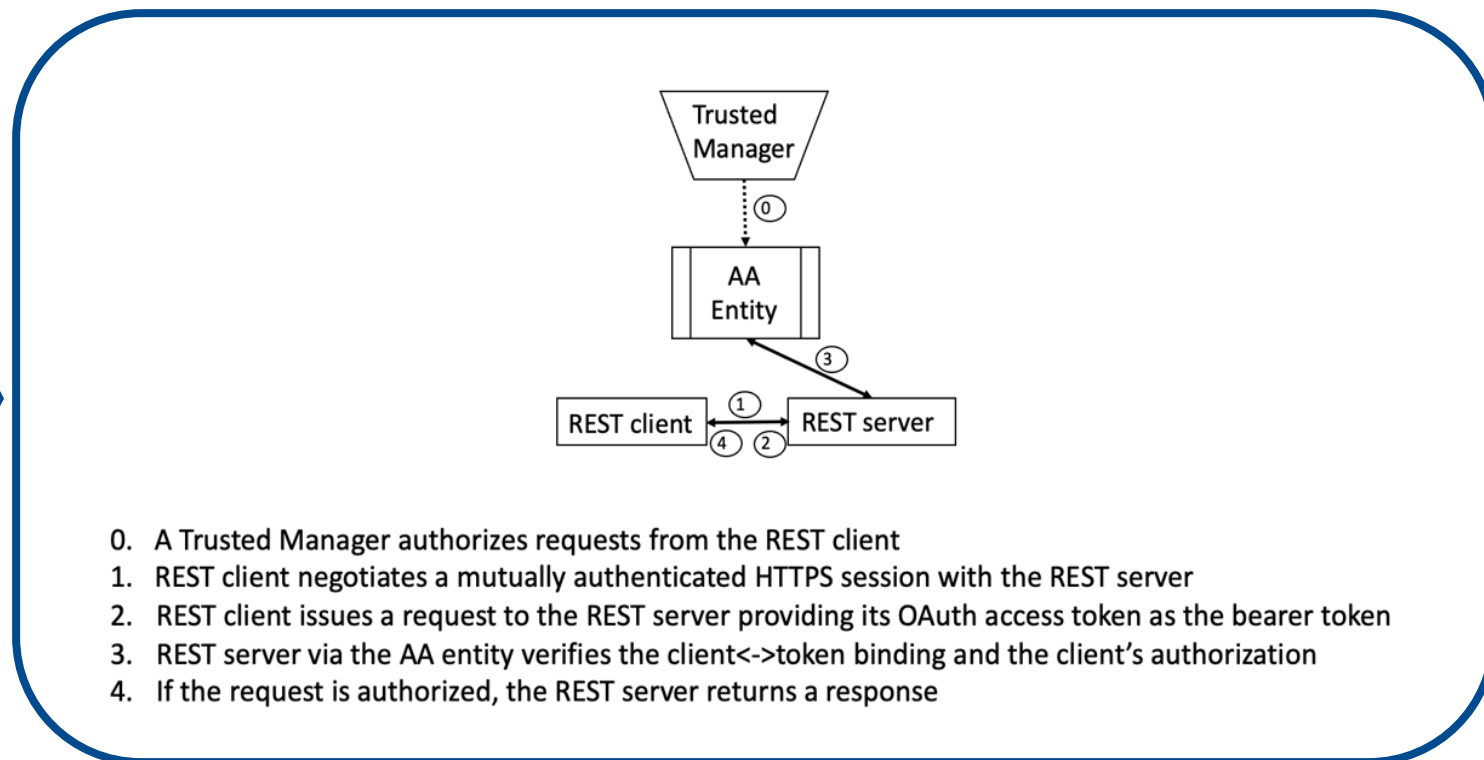 Trusted
Manager
0
AA
Entity
3
1
REST client
REST server
4
2
0. A Trusted Manager authorizes requests from the REST client
1. REST client negotiates a mutually authenticated HTTPS session with the REST server
2. REST client issues a request to the REST server providing its OAuth access token as the bearer token
3. REST server via the AA entity verifies the client<->token binding and the client's authorization
4. If the request is authorized, the REST server returns a response